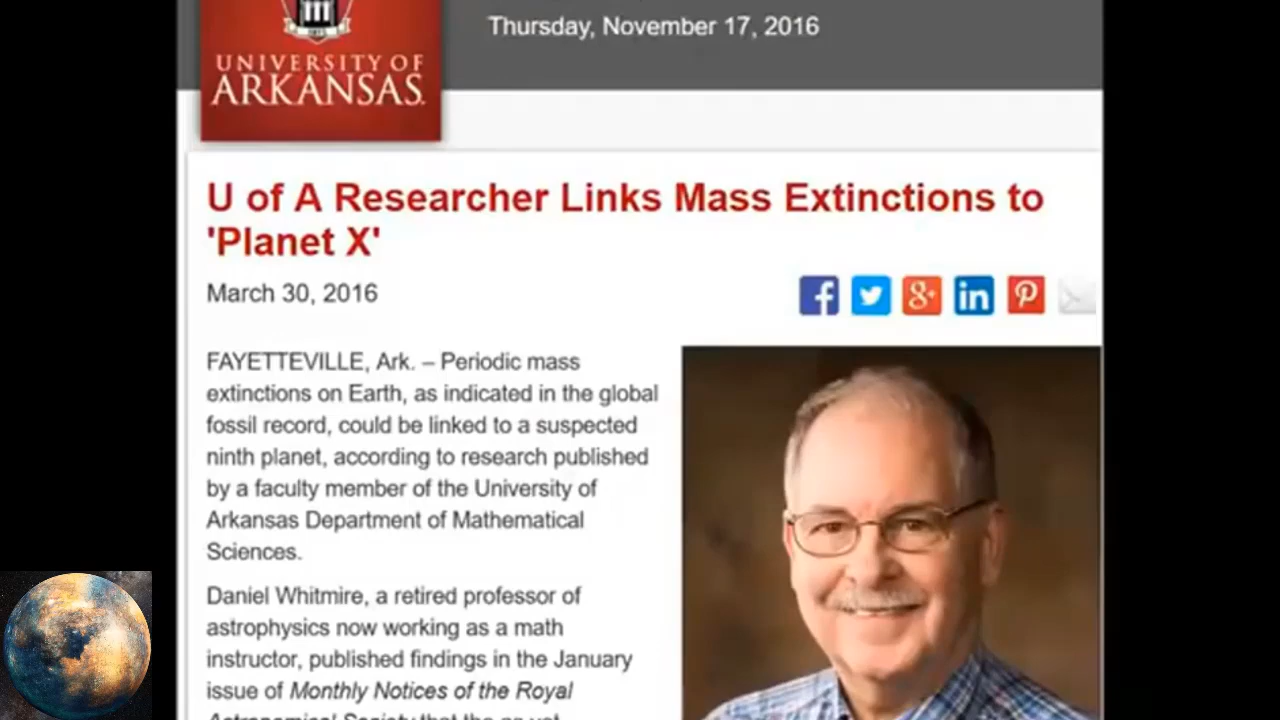 Thursday, November 17, 2016
UNIVERSITY OF
ARKANSAS.
U of A Researcher Links Mass Extinctions to
'Planet X'
March 30, 2016
FAYETTEVILLE, Ark. – Periodic mass
extinctions on Earth, as indicated in the global
fossil record, could be linked to a suspected
ninth planet, according to research published
by a faculty member of the University of
Arkansas Department of Mathematical
Sciences.
Daniel Whitmire, a retired professor of
astrophysics now working as a math
instructor, published findings in the January
issue of Monthly Notices of the Royal